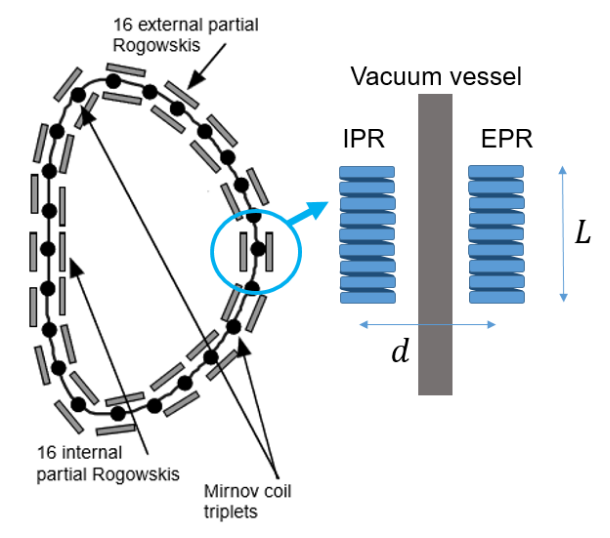 16 external partial
Rogowskis
Vacuum vessel
IPR
EPR
L
d
16 internal
partial Rogowskis
Mirnov coil
triplets